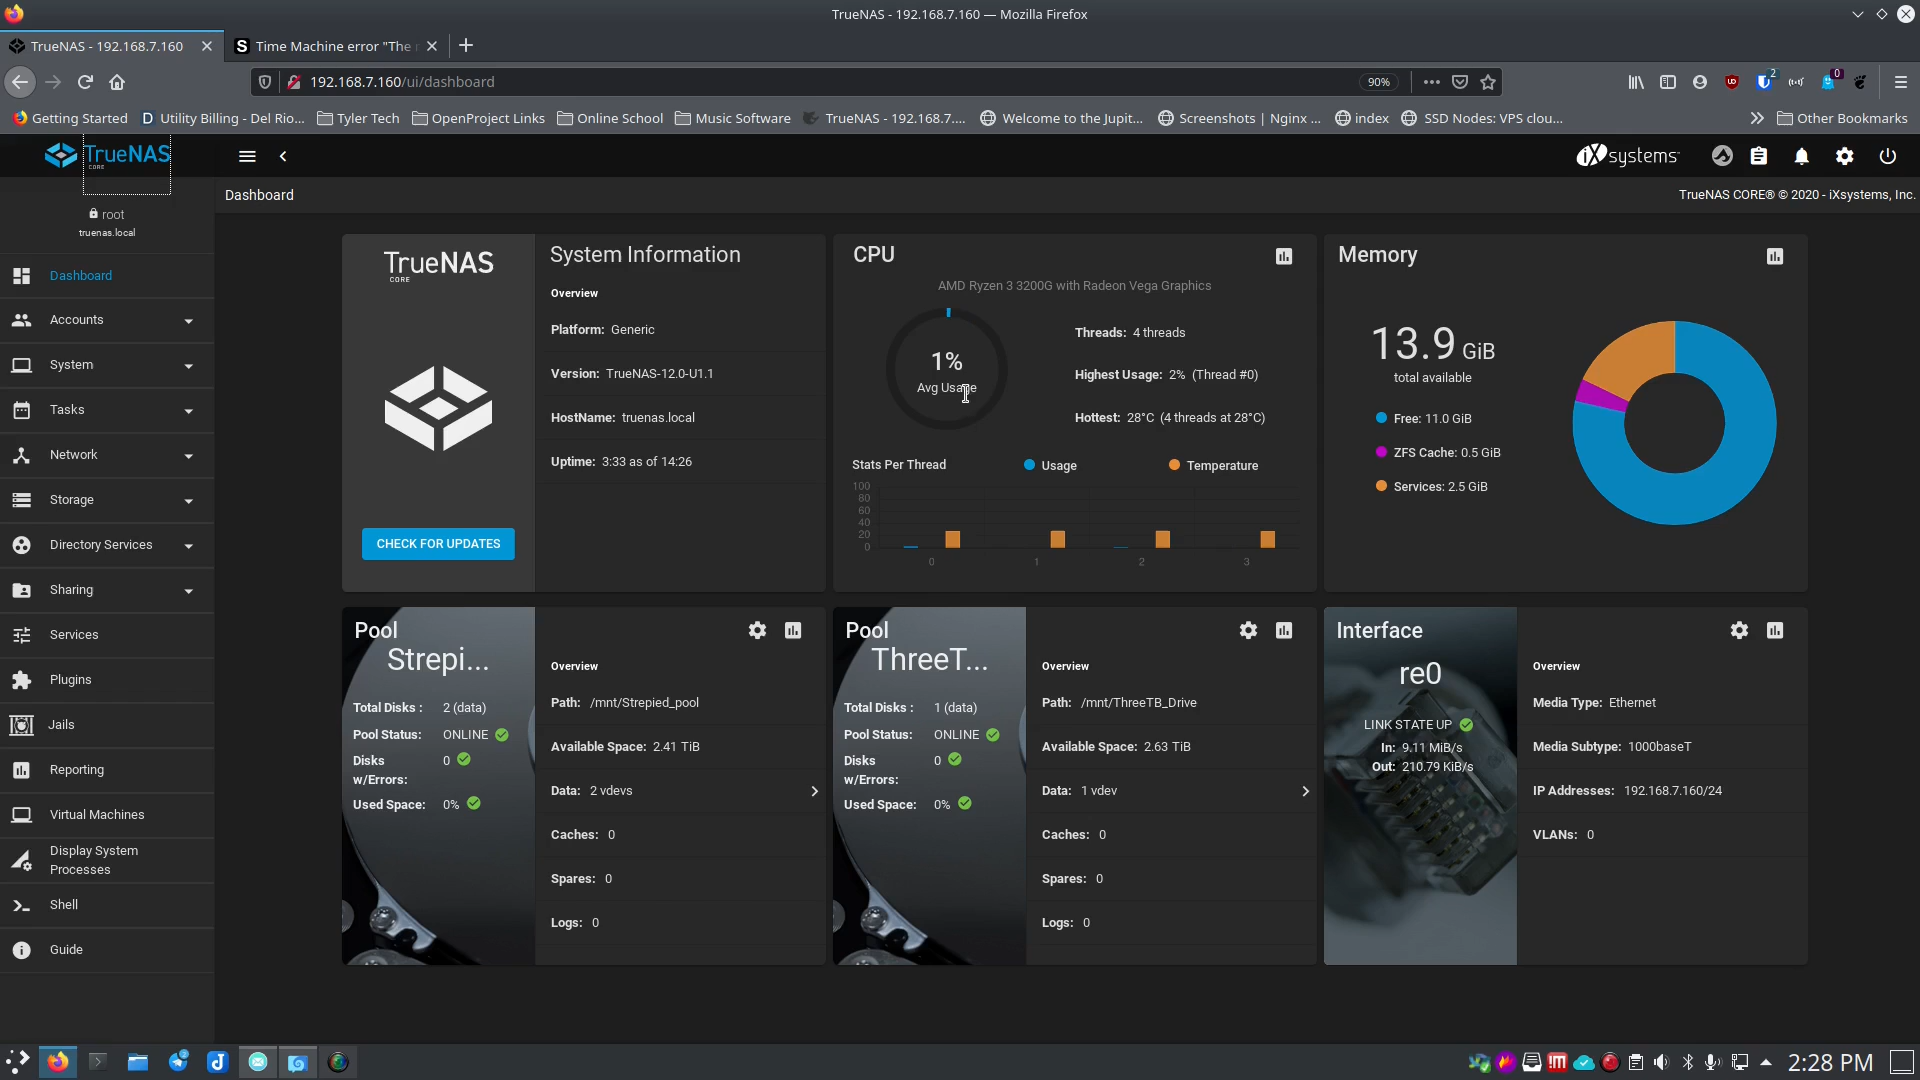 TrueNAS - 192.168.7.160 — Mozilla Firefox
TrueNAS - 192.168.7.160
Time Machine error "The
192.168.7.160/ui/dashboard
90%
2
0
Getting Started
Utility Billing - Del Rio...
Tyler Tech
OpenProject Links
Online School
Music Software
TrueNAS - 192.168.7....
Welcome to the Jupit...
Screenshots | Nginx ...
index
SSD Nodes: VPS clou...
Other Bookmarks
TrueNAS
CORE
iXsystems
root
truenas.local
Dashboard
TrueNAS CORE® © 2020 - iXsystems, Inc.
Dashboard
Accounts
System
Tasks
Network
Storage
Directory Services
Sharing
Services
Plugins
Jails
Reporting
Virtual Machines
Display System
Processes
Shell
Guide
TrueNAS
CORE
CHECK FOR UPDATES
System Information
Overview
Platform: Generic
Version: TrueNAS-12.0-U1.1
HostName: truenas.local
Uptime: 3:33 as of 14:26
CPU
AMD Ryzen 3 3200G with Radeon Vega Graphics
1%
Avg Usage
Threads: 4 threads
Highest Usage: 2% (Thread #0)
Hottest: 28°C (4 threads at 28°C)
Stats Per Thread
Usage
Temperature
100
80
60
40
20
0
0
1
2
3
Memory
13.9 GiB
total available
Free: 11.0 GiB
ZFS Cache: 0.5 GiB
Services: 2.5 GiB
Pool
Strepi...
Total Disks : 2 (data)
Pool Status: ONLINE
Disks 0
w/Errors:
Used Space: 0%
Overview
Path: /mnt/Strepied_pool
Available Space: 2.41 TiB
Data: 2 vdevs
Caches: 0
Spares: 0
Logs: 0
Pool
ThreeT...
Total Disks : 1 (data)
Pool Status: ONLINE
Disks 0
w/Errors:
Used Space: 0%
Overview
Path: /mnt/ThreeTB_Drive
Available Space: 2.63 TiB
Data: 1 vdev
Caches: 0
Spares: 0
Logs: 0
Interface
re0
LINK STATE UP
In: 9.11 MiB/s
Out: 210.79 KiB/s
Overview
Media Type: Ethernet
Media Subtype: 1000baseT
IP Addresses: 192.168.7.160/24
VLANs: 0
2:28 PM